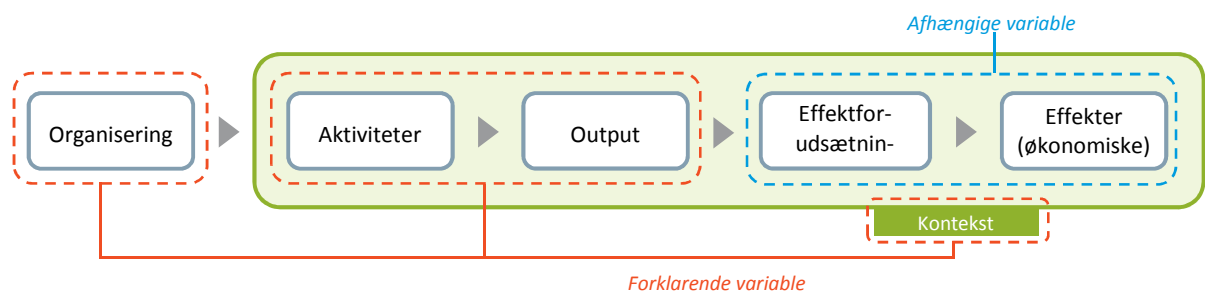 Afhængige variable
Organisering
Aktiviteter
Output
Effektfor-
udsætnin-
Effekter
(økonomiske)
Kontekst
Forklarende variable